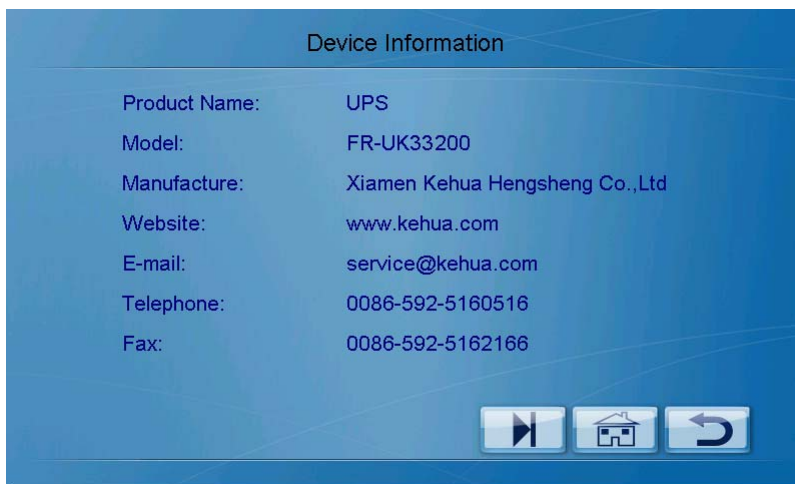 Device Information
Product Name: UPS
Model: FR-UK33200
Manufacture: Xiamen Kehua Hengsheng Co.,Ltd
Website: www.kehua.com
E-mail: service@kehua.com
Telephone: 0086-592-5160516
Fax: 0086-592-5162166